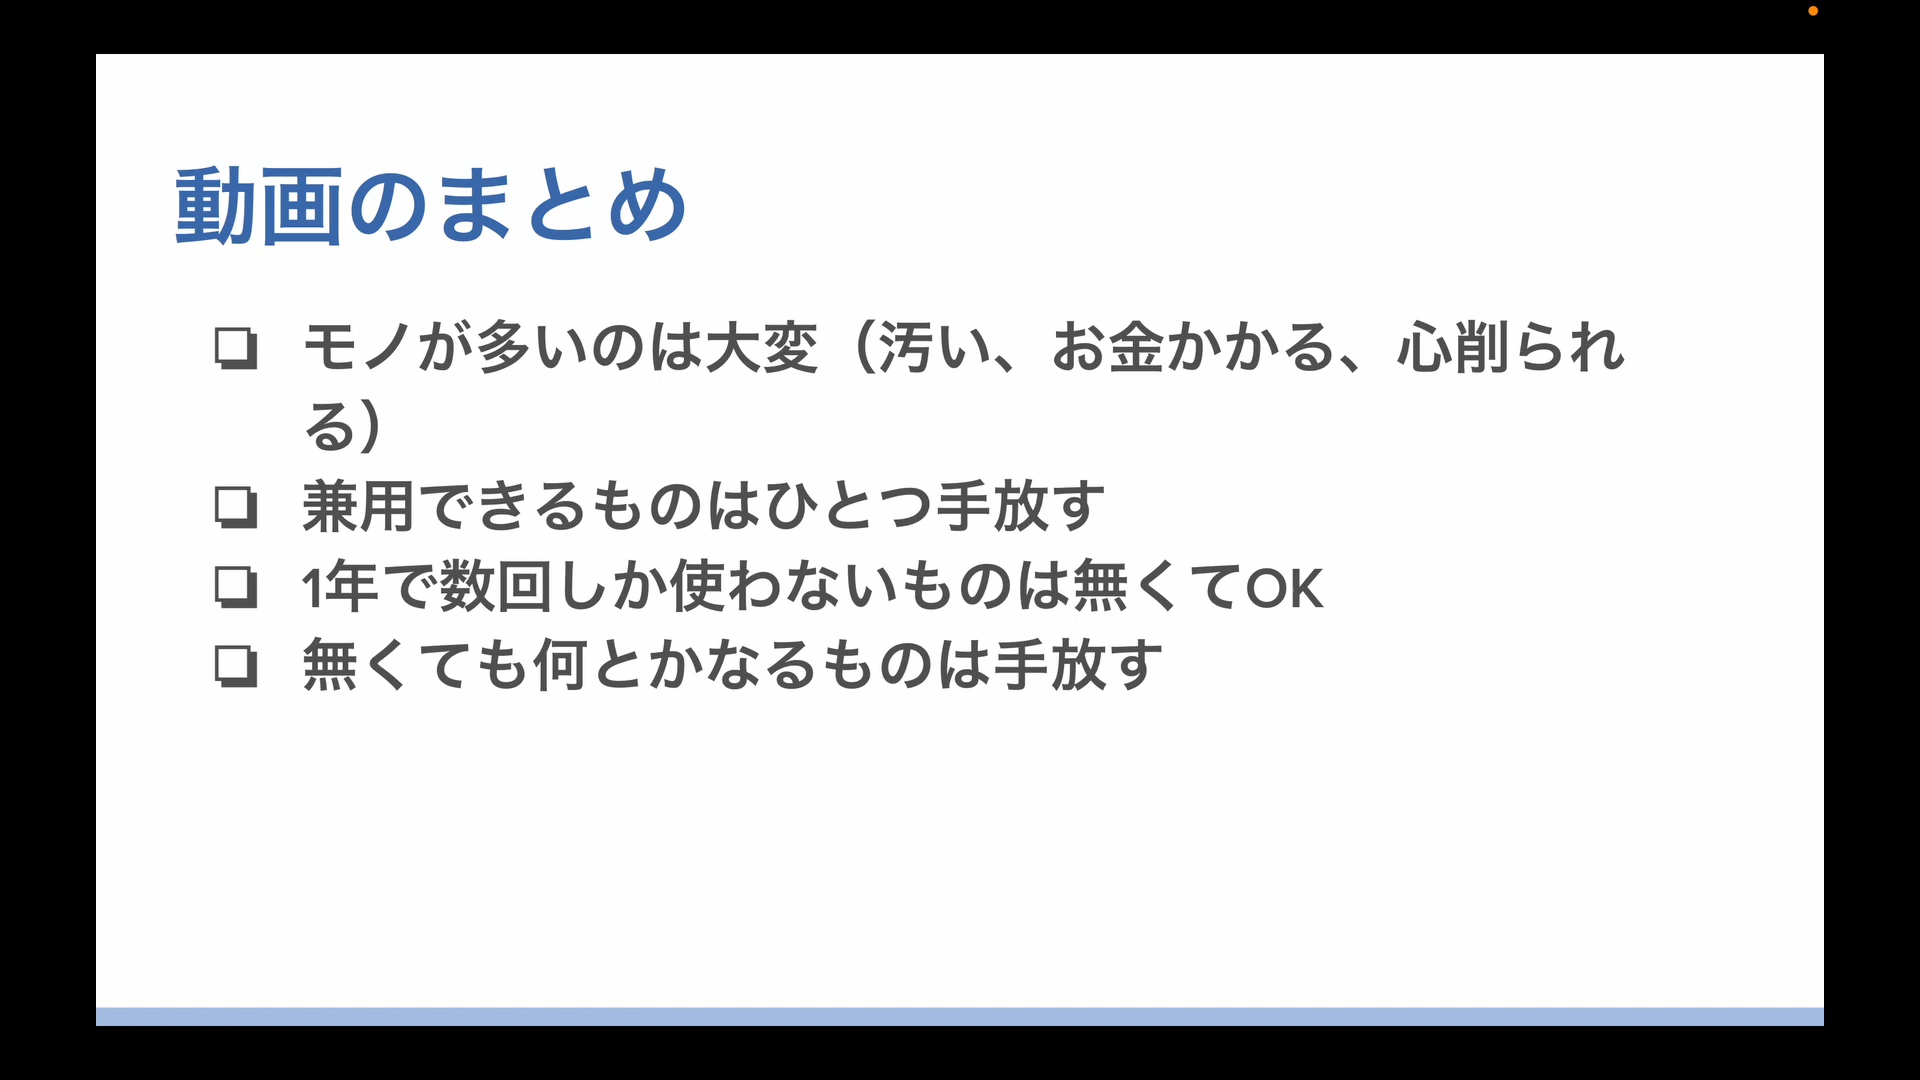 動画のまとめ
❏ モノが多いのは大変（汚い、お金かかる、心削られ
る）
❏ 兼用できるものはひとつ手放す
❏ 1年で数回しか使わないものは無くてOK
❏ 無くても何とかなるものは手放す